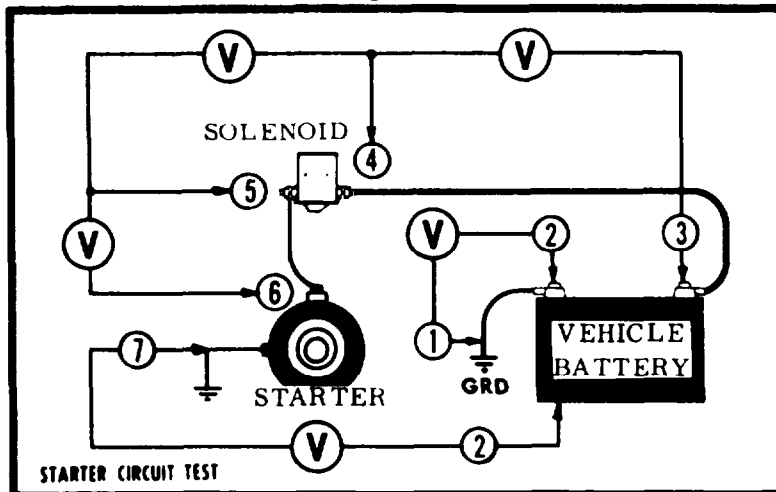 V
V
SOLENOID
4
5
V
V
2
3
6
1
7
GRD
VEHICLE
BATTERY
STARTER
V
2
STARTER CIRCUIT TEST